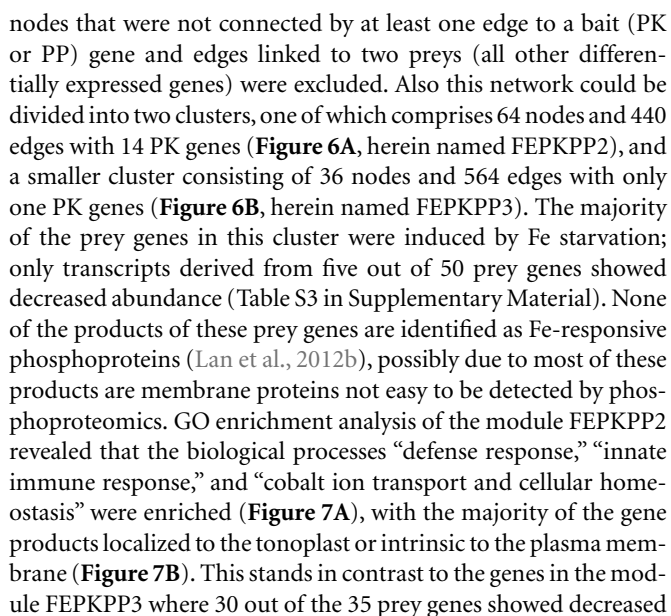 nodes that were not connected by at least one edge to a bait (PK
or PP) gene and edges linked to two preys (all other differen-
tially expressed genes) were excluded. Also this network could be
divided into two clusters, one of which comprises 64 nodes and 440
edges with 14 PK genes (Figure 6A, herein named FEPKPP2), and
a smaller cluster consisting of 36 nodes and 564 edges with only
one PK genes (Figure 6B, herein named FEPKPP3). The majority
of the prey genes in this cluster were induced by Fe starvation;
only transcripts derived from five out of 50 prey genes showed
decreased abundance (Table S3 in Supplementary Material). None
of the products of these prey genes are identified as Fe-responsive
phosphoproteins (Lan et al., 2012b), possibly due to most of these
products are membrane proteins not easy to be detected by phos-
phoproteomics. GO enrichment analysis of the module FEPKPP2
revealed that the biological processes “defense response,” “innate
immune response,” and “cobalt ion transport and cellular home-
ostasis” were enriched (Figure 7A), with the majority of the gene
products localized to the tonoplast or intrinsic to the plasma mem-
brane (Figure 7B). This stands in contrast to the genes in the mod-
ule FEPKPP3 where 30 out of the 35 prey genes showed decreased